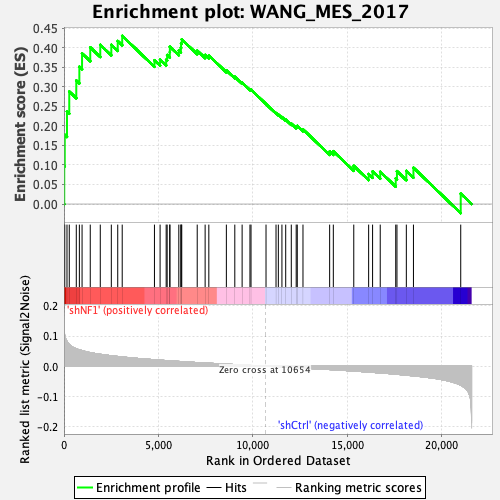 Enrichment plot: WANG_MES_2017
Enrichment score (ES)
0.45
0.40
0.35
0.30
0.25
0.20
0.15
0.10
0.05
0.00
'shNF1' (positively correlated)
Ranked list metric (Signal2Noise)
0.2
0.1
0.0
-0.1
-0.2
Zero cross at 10654
'shCtrl' (negatively correlated)
0 5,000 10,000 15,000 20,000
Rank in Ordered Dataset
Enrichment profile Hits Ranking metric scores